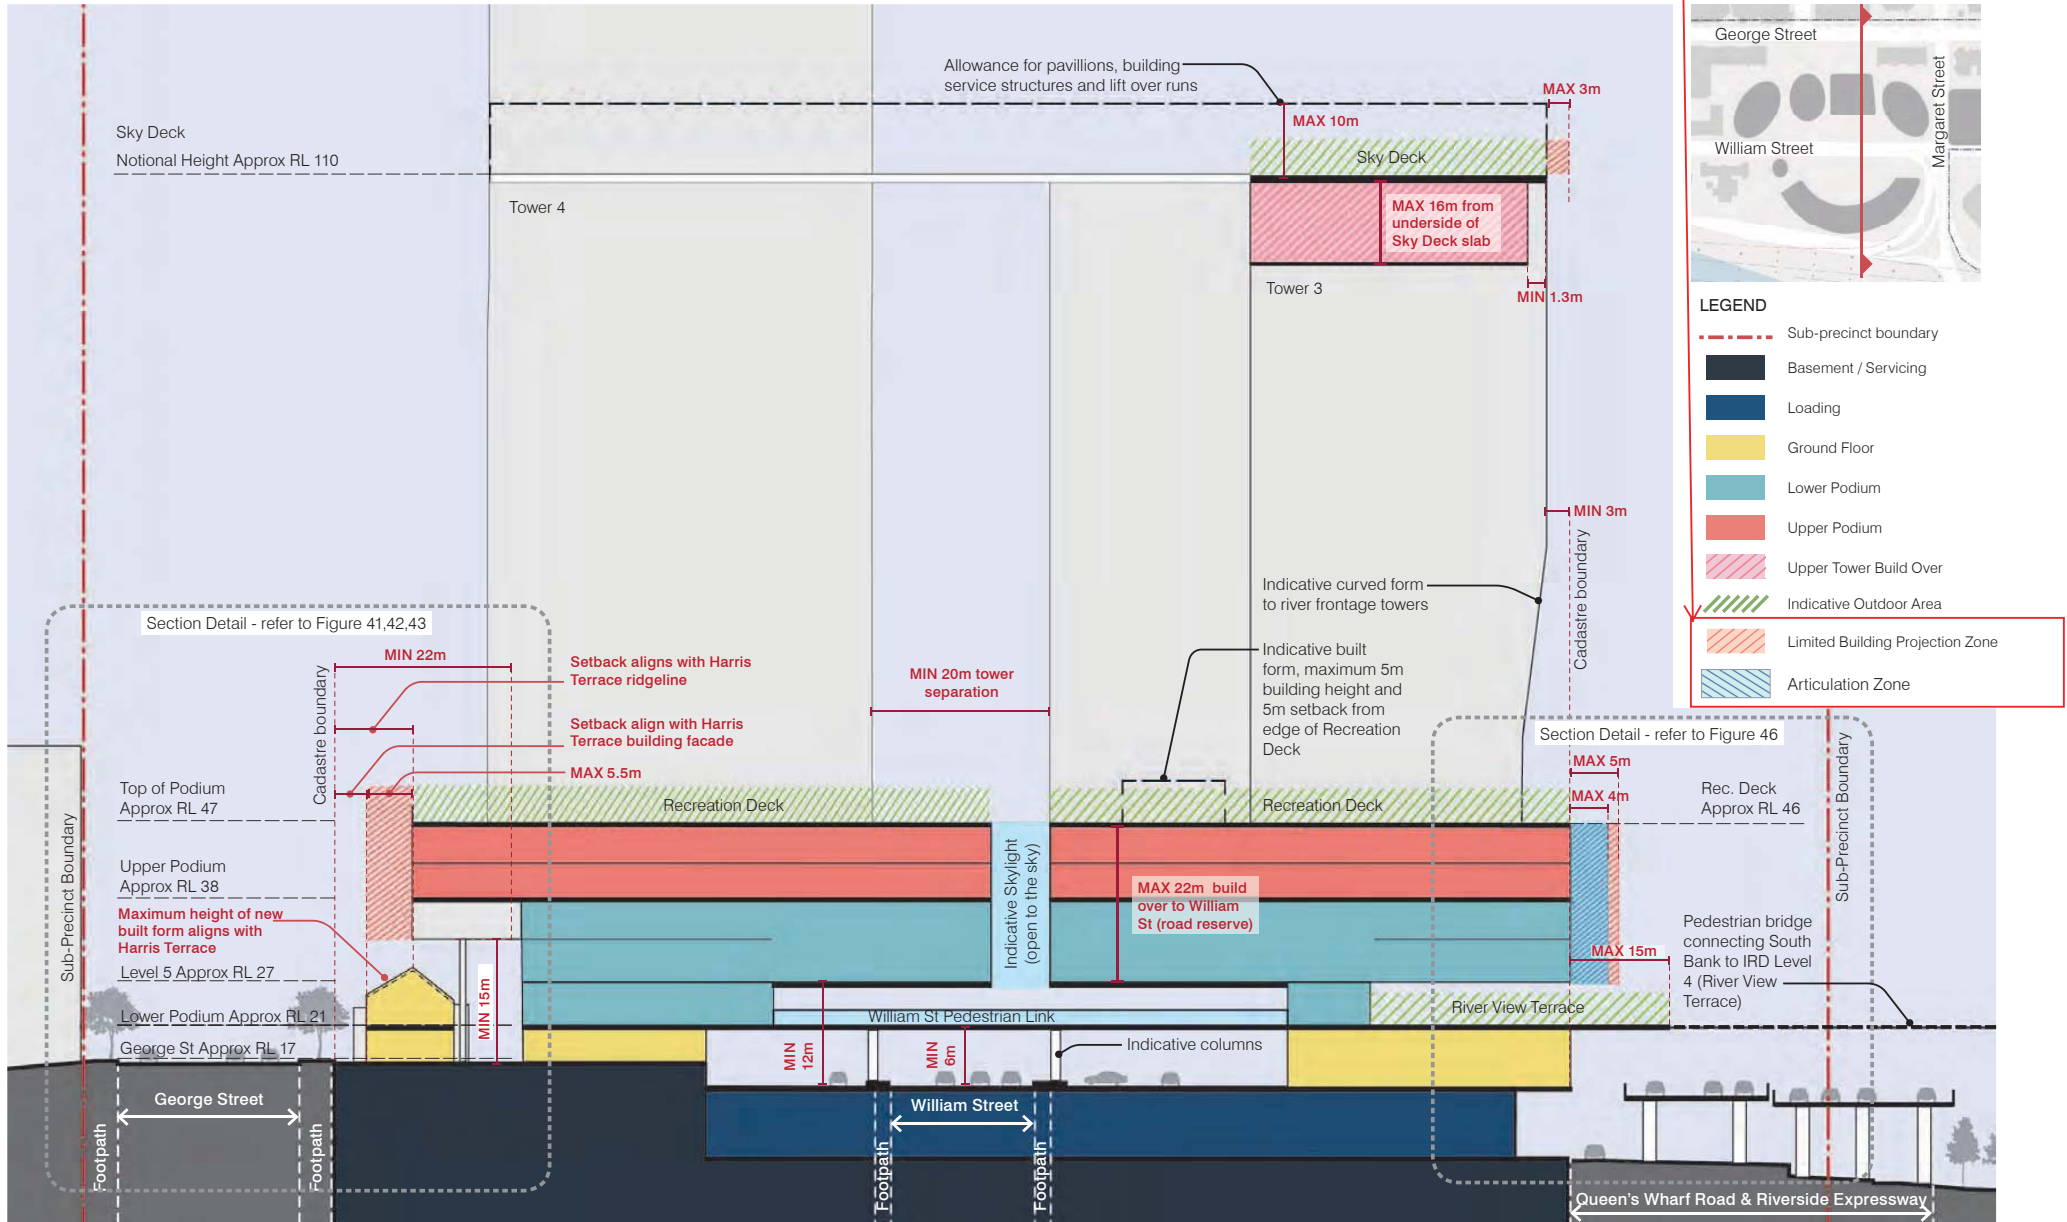 George Street
Margaret Street
William Street
LEGEND
Sub-precinct boundary
Basement / Servicing
Loading
Ground Floor
Lower Podium
Upper Podium
Upper Tower Build Over
Indicative Outdoor Area
Limited Building Projection Zone
Articulation Zone
Allowance for pavillions, building
service structures and lift over runs
MAX 3m
MAX 10m
Sky Deck
Sky Deck
Notional Height Approx RL 110
Tower 4
MAX 16m from
underside of
Sky Deck slab
Tower 3
MIN 1.3m
MIN 3m
Cadastre boundary
Indicative curved form
to river frontage towers
Indicative built
form, maximum 5m
building height and
5m setback from
edge of Recreation
Deck
Section Detail - refer to Figure 41,42,43
MIN 22m
Cadastre boundary
Setback aligns with Harris
Terrace ridgeline
Setback align with Harris
Terrace building facade
MAX 5.5m
MIN 20m tower
separation
Section Detail - refer to Figure 46
MAX 5m
MAX 4m
Rec. Deck
Approx RL 46
Sub-Precinct Boundary
Top of Podium
Approx RL 47
Recreation Deck
Recreation Deck
Sub-Precinct Boundary
Upper Podium
Approx RL 38
Maximum height of new
built form aligns with
Harris Terrace
Indicative Skylight
(open to the sky)
MAX 22m build
over to William
St (road reserve)
Pedestrian bridge
connecting South
Bank to IRD Level
4 (River View
Terrace)
MAX 15m
Level 5 Approx RL 27
MIN 15m
River View Terrace
Lower Podium Approx RL 21
William St Pedestrian Link
George St Approx RL 17
MIN
12m
MIN
6m
Indicative columns
George Street
William Street
Footpath
Footpath
Footpath
Footpath
Queen's Wharf Road & Riverside Expressway